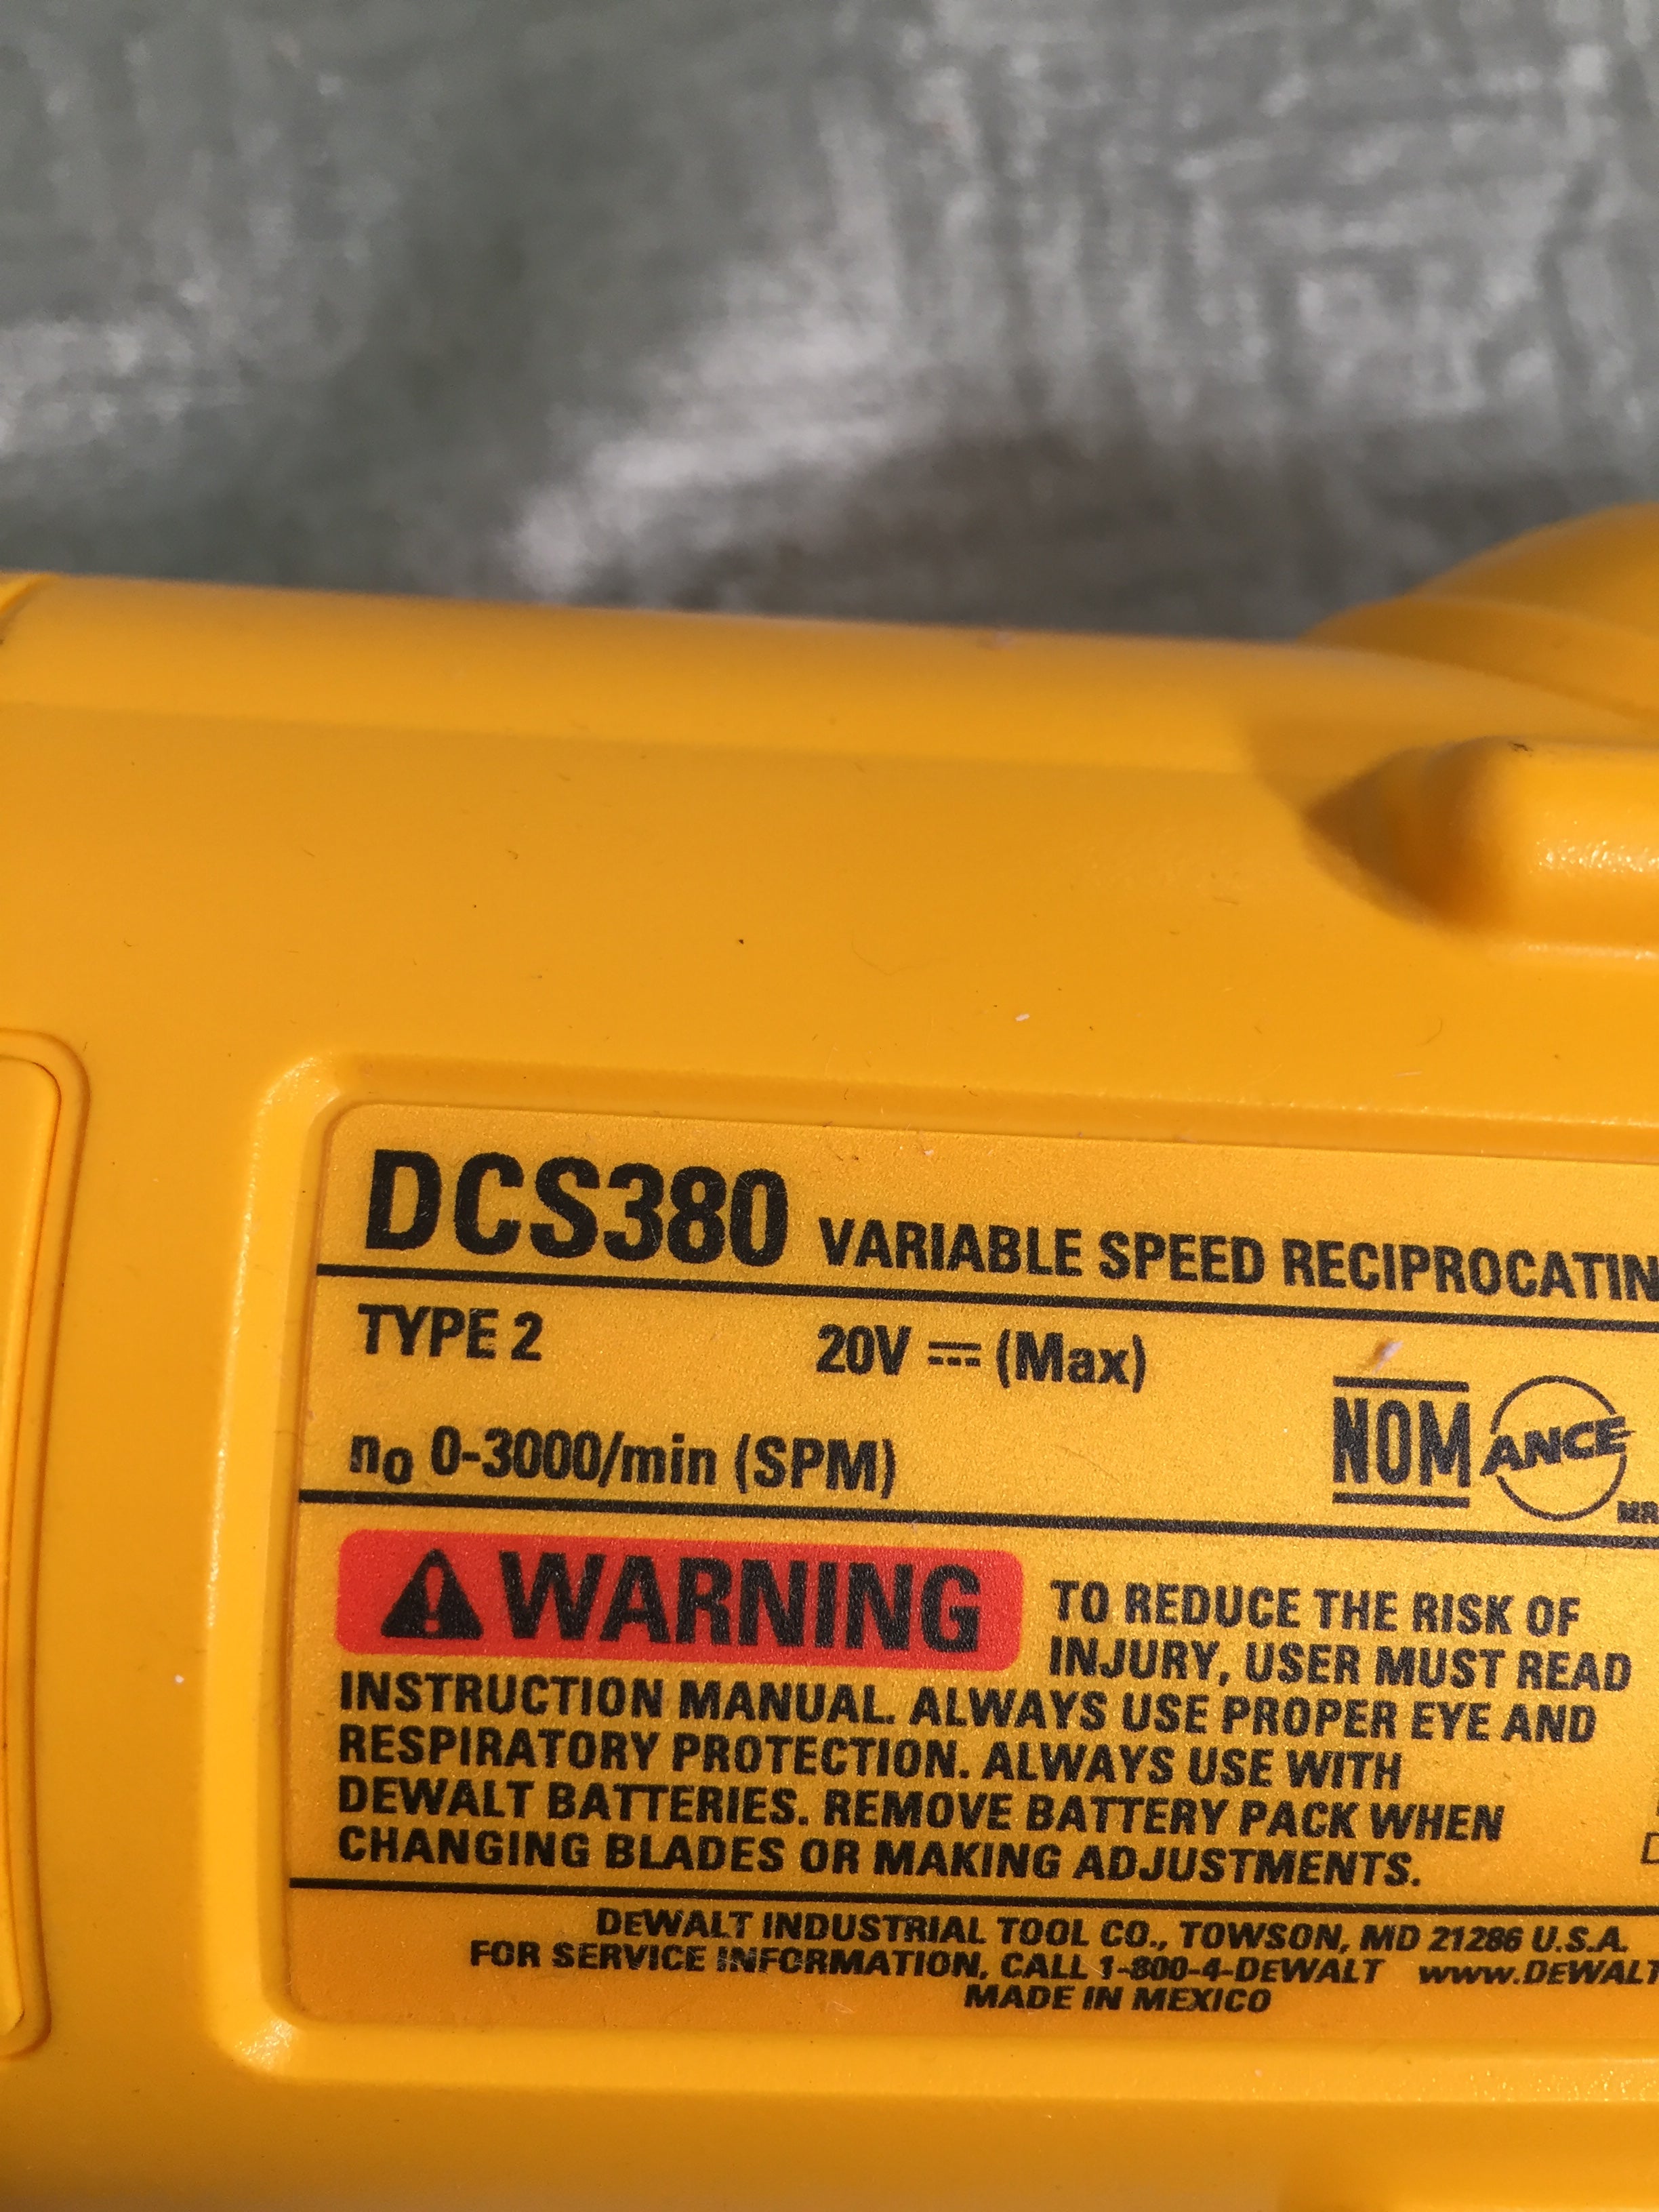 DCS380 VARIABLE SPEED RECIPROCATIN
TYPE 2 20V ⎓ (Max)
no 0-3000/min (SPM)
NOM ANCE
WARNING TO REDUCE THE RISK OF
INJURY, USER MUST READ
INSTRUCTION MANUAL. ALWAYS USE PROPER EYE AND
RESPIRATORY PROTECTION. ALWAYS USE WITH
DEWALT BATTERIES. REMOVE BATTERY PACK WHEN
CHANGING BLADES OR MAKING ADJUSTMENTS.
DEWALT INDUSTRIAL TOOL CO., TOWSON, MD 21286 U.S.A.
FOR SERVICE INFORMATION, CALL 1-800-4-DEWALT www.DEWALT
MADE IN MEXICO